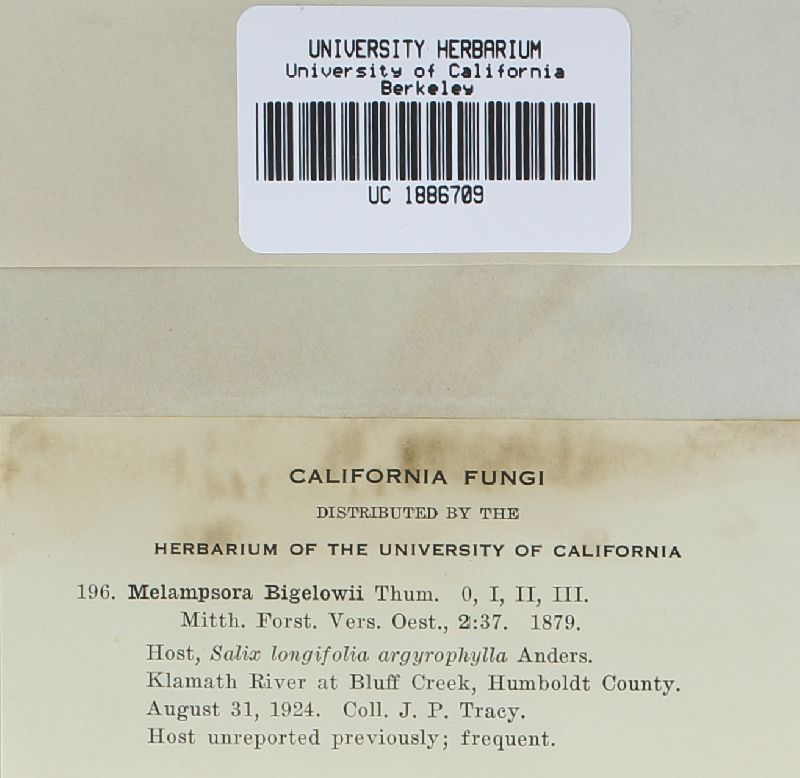 UNIVERSITY HERBARIUM
University of California
Berkeley
UC 1886709
CALIFORNIA FUNGI
DISTRIBUTED BY THE
HERBARIUM OF THE UNIVERSITY OF CALIFORNIA
196. Melampsora Bigelowii Thum. 0, I, II, III.
Mitth. Forst. Vers. Oest., 2:37. 1879.
Host, Salix longifolia argyrophylla Anders.
Klamath River at Bluff Creek, Humboldt County.
August 31, 1924. Coll. J. P. Tracy.
Host unreported previously; frequent.